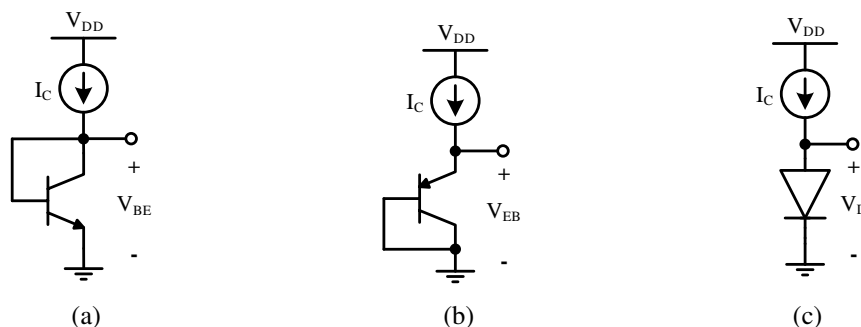 V_DD
I_C
+
V_BE
-
(a)
V_DD
I_C
+
V_EB
-
(b)
V_DD
I_C
+
-
(c)